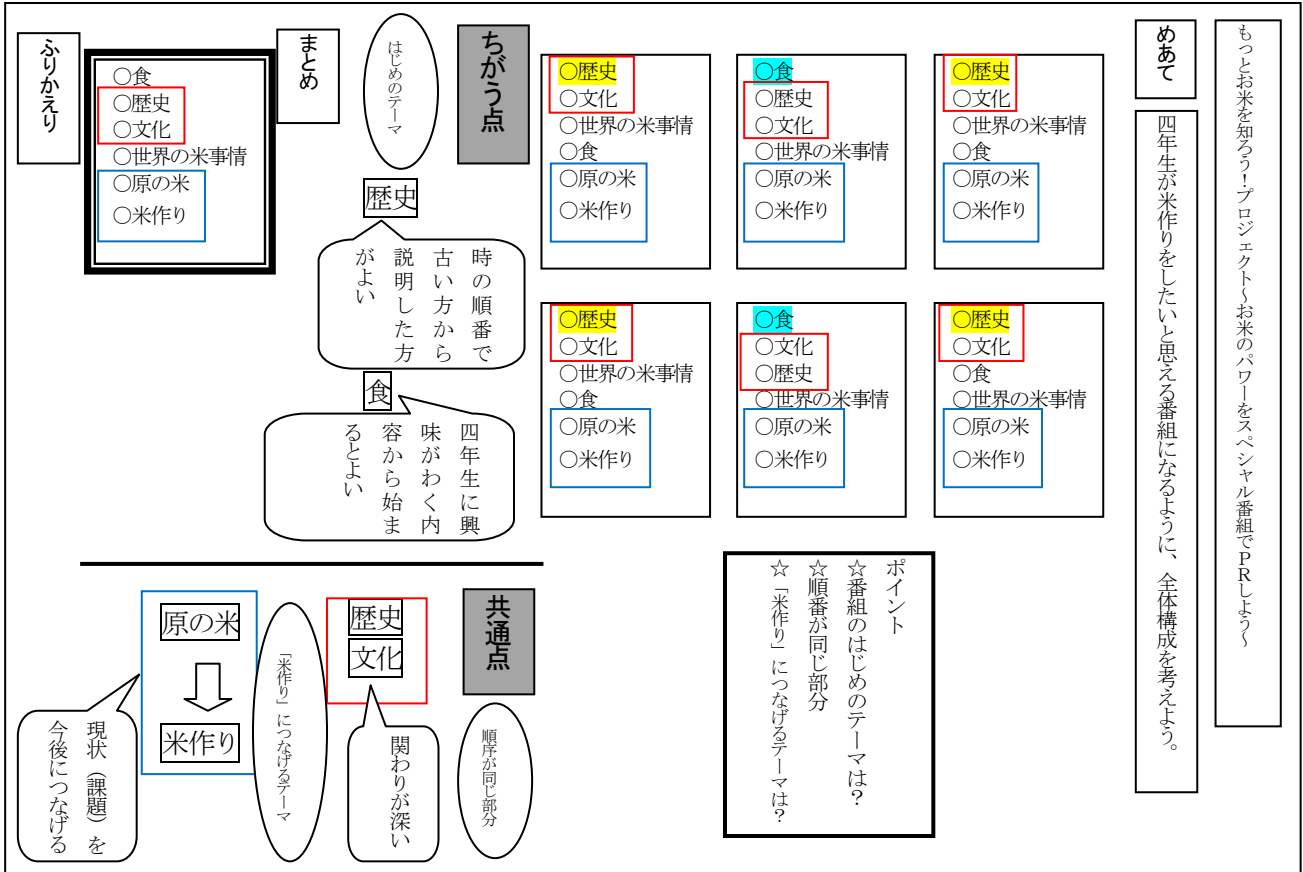 もっとお米を知ろう!プロジェクト~お米のパワーをスペシャル番組でPRしよう~
めあて
四年生が米作りをしたいと思える番組になるように、全体構成を考えよう。
○歴史
○文化
○世界の米事情
○食
○原の米
○米作り
○歴史
○文化
○食
○世界の米事情
○原の米
○米作り
○食
○歴史
○文化
○世界の米事情
○原の米
○米作り
○食
○文化
○歴史
○世界の米事情
○原の米
○米作り
○歴史
○文化
○世界の米事情
○食
○原の米
○米作り
○歴史
○文化
○世界の米事情
○食
○原の米
○米作り
ポイント
☆番組のはじめのテーマは?
☆順番が同じ部分
☆「米作り」につなげるテーマは?
ちがう点
はじめのテーマ
歴史
時の順番で
古い方から
説明した方
がよい
食
四年生に興
味がわく内
容から始ま
るとよい
共通点
順序が同じ部分
歴史
文化
関わりが深い
「米作り」につなげるテーマ
原の米
米作り
現状(課題)を
今後につなげる
まとめ
○食
○歴史
○文化
○世界の米事情
○原の米
○米作り
ふりかえり